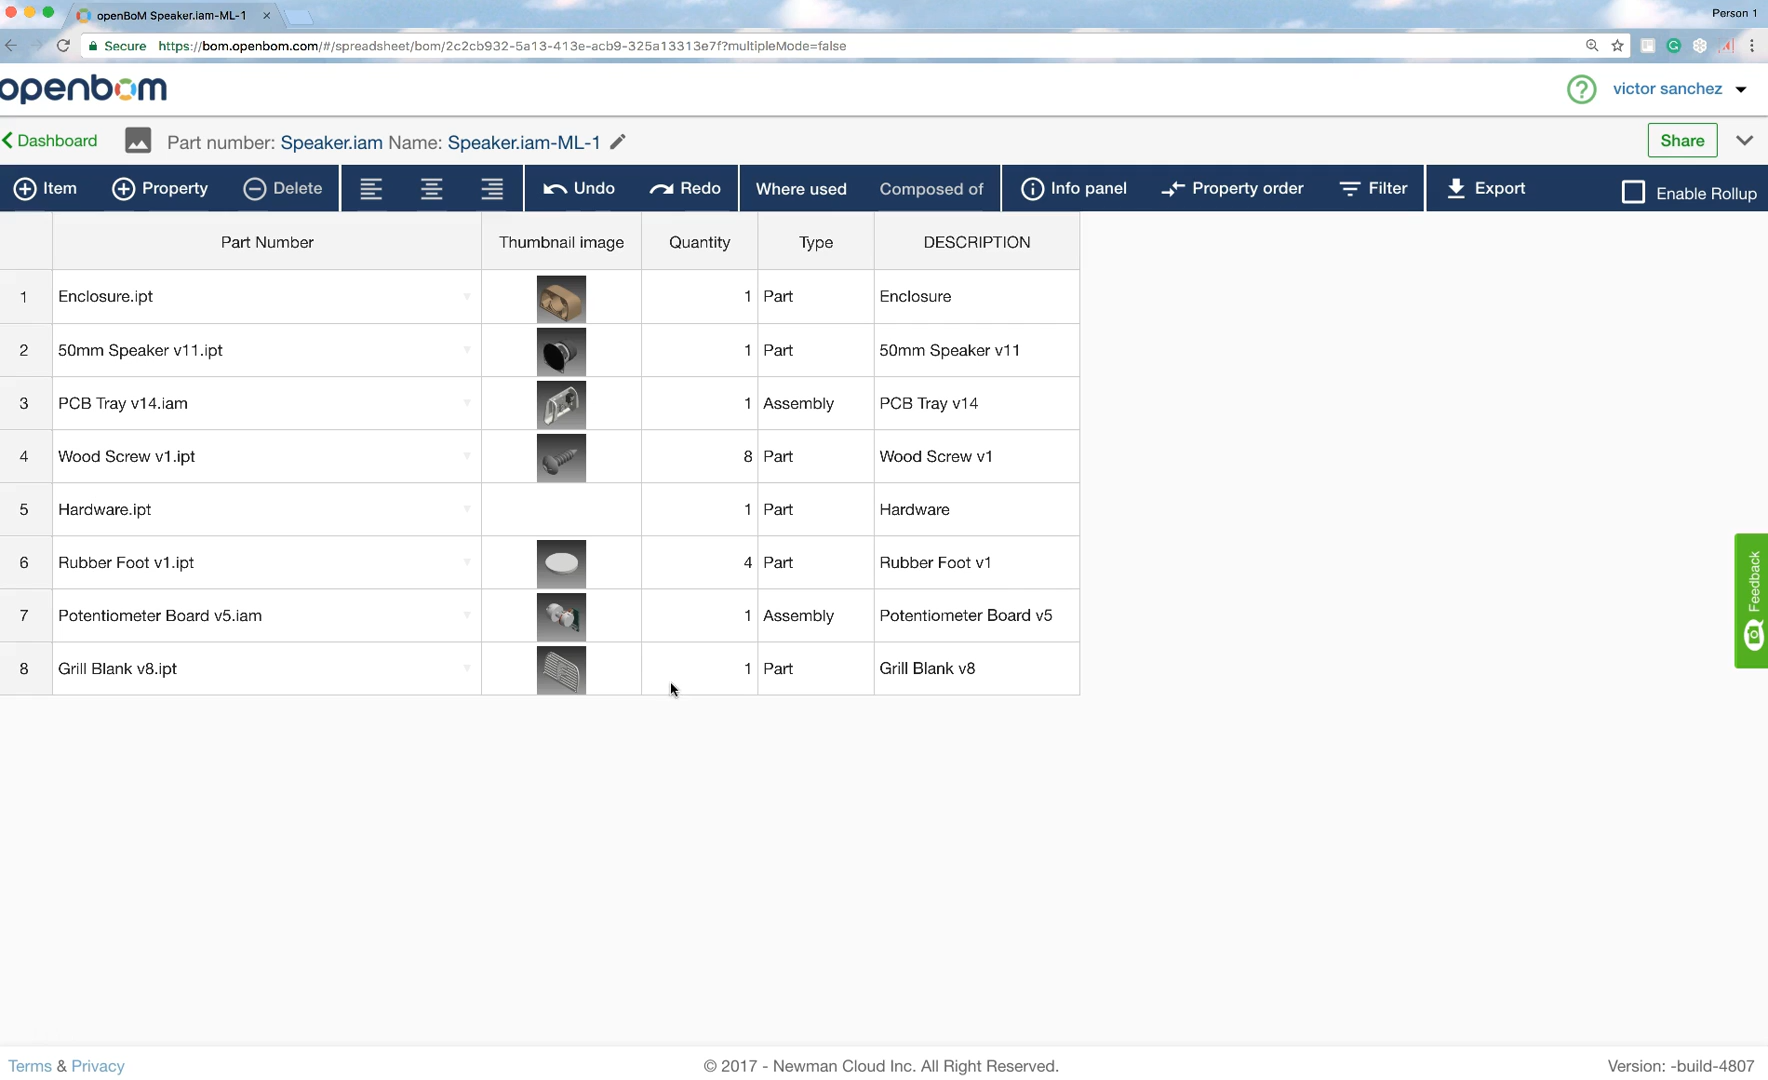 openBoM Speaker.iam-ML-1 ×
Person 1
Secure https://bom.openbom.com/#/spreadsheet/bom/2c2cb932-5a13-413e-acb9-325a13313e7f?multipleMode=false
openbom
? victor sanchez
Dashboard Part number: Speaker.iam Name: Speaker.iam-ML-1 Share
Item Property Delete Undo Redo Where used Composed of Info panel Property order Filter Export Enable Rollup
Part Number Thumbnail image Quantity Type DESCRIPTION
1 Enclosure.ipt 1 Part Enclosure
2 50mm Speaker v11.ipt 1 Part 50mm Speaker v11
3 PCB Tray v14.iam 1 Assembly PCB Tray v14
4 Wood Screw v1.ipt 8 Part Wood Screw v1
5 Hardware.ipt 1 Part Hardware
6 Rubber Foot v1.ipt 4 Part Rubber Foot v1
7 Potentiometer Board v5.iam 1 Assembly Potentiometer Board v5
8 Grill Blank v8.ipt 1 Part Grill Blank v8
Feedback
Terms & Privacy © 2017 - Newman Cloud Inc. All Right Reserved. Version: -build-4807